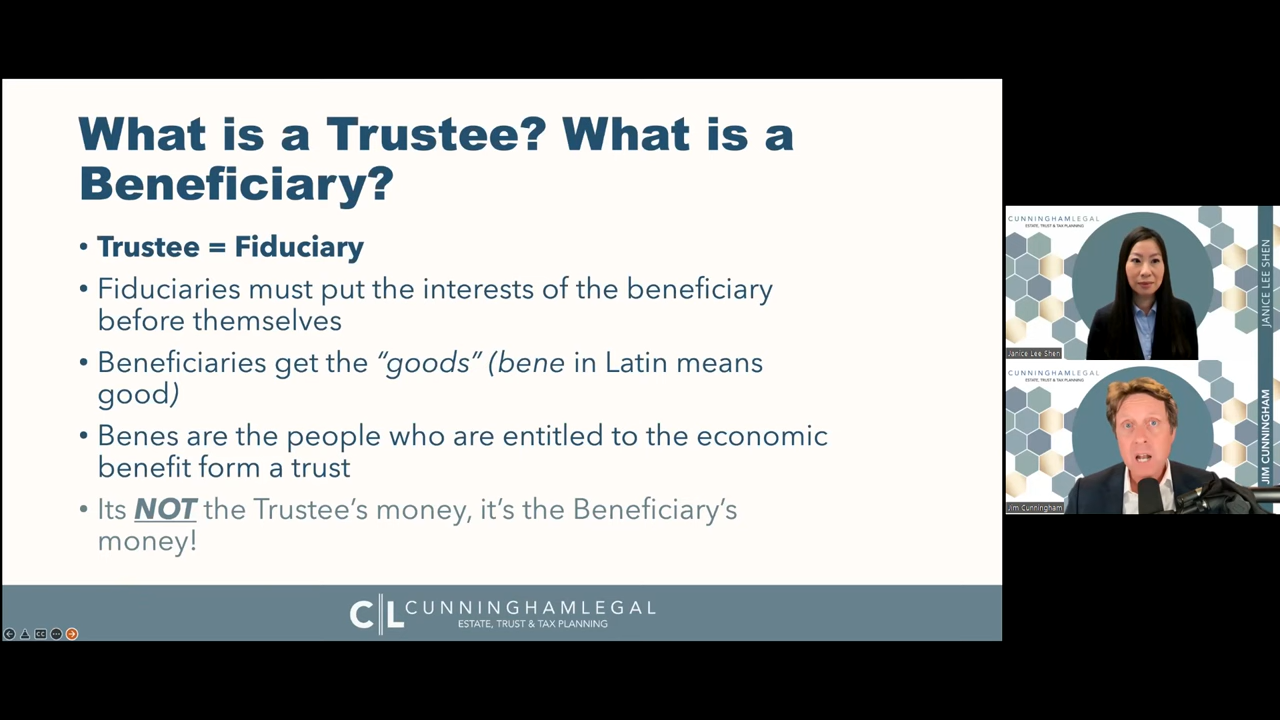 What is a Trustee? What is a
Beneficiary?
• Trustee = Fiduciary
• Fiduciaries must put the interests of the beneficiary
before themselves
• Beneficiaries get the “goods” (bene in Latin means
good)
• Benes are the people who are entitled to the economic
benefit form a trust
• Its NOT the Trustee’s money, it’s the Beneficiary’s
money!
CL CUNNINGHAMLEGAL
ESTATE, TRUST & TAX PLANNING
CUNNINGHAMLEGAL
ESTATE, TRUST & TAX PLANNING
JANICE LEE SHEN
Janice Lee Shen
CUNNINGHAMLEGAL
ESTATE, TRUST & TAX PLANNING
JIM CUNNINGHAM
Jim Cunningham